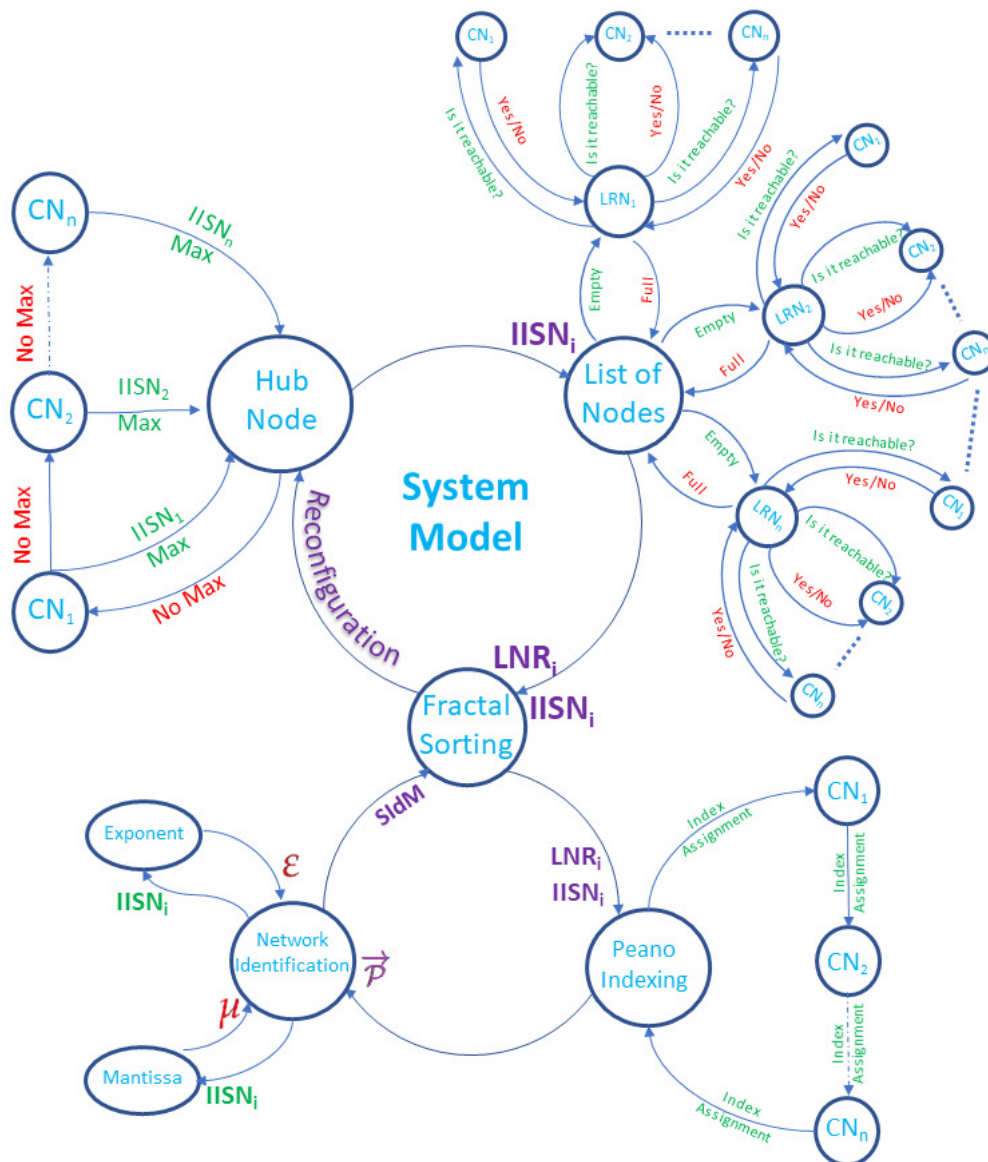 CN₁
CN₂
CNₙ
Is it reachable?
Yes/No
Is it reachable?
Yes/No
Is it reachable?
Yes/No
LRN₁
Empty
Full
CN₁
Is it reachable?
Yes/No
CN₂
Is it reachable?
Yes/No
LRN₂
Is it reachable?
Yes/No
CNₙ
Empty
Full
CNₙ
IISNₙ
Max
No Max
CN₂
IISN₂
Max
Hub
Node
No Max
IISN₁
Max
CN₁
No Max
IISNᵢ
List of
Nodes
Empty
Full
Is it reachable?
Yes/No
CN₁
LRNₙ
Is it reachable?
Yes/No
CN₂
Is it reachable?
Yes/No
CNₙ
System
Model
Reconfiguration
LNRᵢ
IISNᵢ
Fractal
Sorting
SIdM
LNRᵢ
IISNᵢ
Exponent
ε
IISNᵢ
Network
Identification
𝒫⃗
μ
Mantissa
IISNᵢ
Peano
Indexing
Index
Assignment
CN₁
Index
Assignment
CN₂
Index
Assignment
CNₙ
Index
Assignment